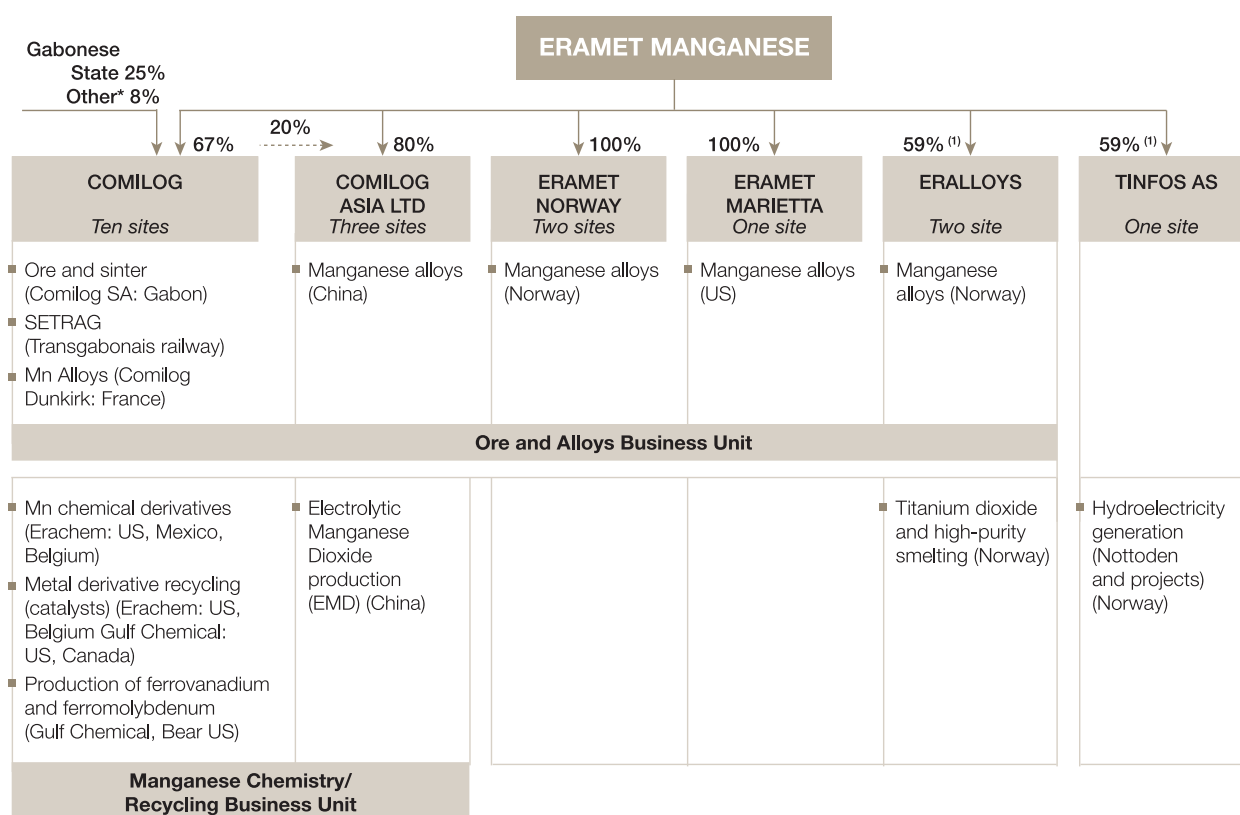 ERAMET MANGANESE
Gabonese
State 25%
Other* 8%
67%
20%
80%
100%
100%
59% (1)
59% (1)
COMILOG
Ten sites
COMILOG
ASIA LTD
Three sites
ERAMET
NORWAY
Two sites
ERAMET
MARIETTA
One site
ERALLOYS
Two site
TINFOS AS
One site
Ore and sinter
(Comilog SA: Gabon)
SETRAG
(Transgabonais railway)
Mn Alloys (Comilog
Dunkirk: France)
Manganese alloys
(China)
Manganese alloys
(Norway)
Manganese alloys
(US)
Manganese
alloys (Norway)
Ore and Alloys Business Unit
Mn chemical derivatives
(Erachem: US, Mexico,
Belgium)
Metal derivative recycling
(catalysts) (Erachem: US,
Belgium Gulf Chemical:
US, Canada)
Production of ferrovanadium
and ferromolybdenum
(Gulf Chemical, Bear US)
Electrolytic
Manganese
Dioxide
production
(EMD) (China)
Titanium dioxide
and high-purity
smelting (Norway)
Hydroelectricity
generation
(Nottoden
and projects)
(Norway)
Manganese Chemistry/
Recycling Business Unit